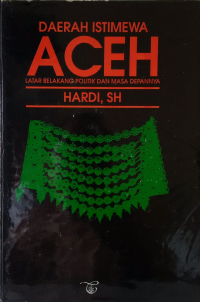 DAERAH ISTIMEWA
ACEH
LATAR BELAKANG POLITIK DAN MASA DEPANNYA
HARDI, SH